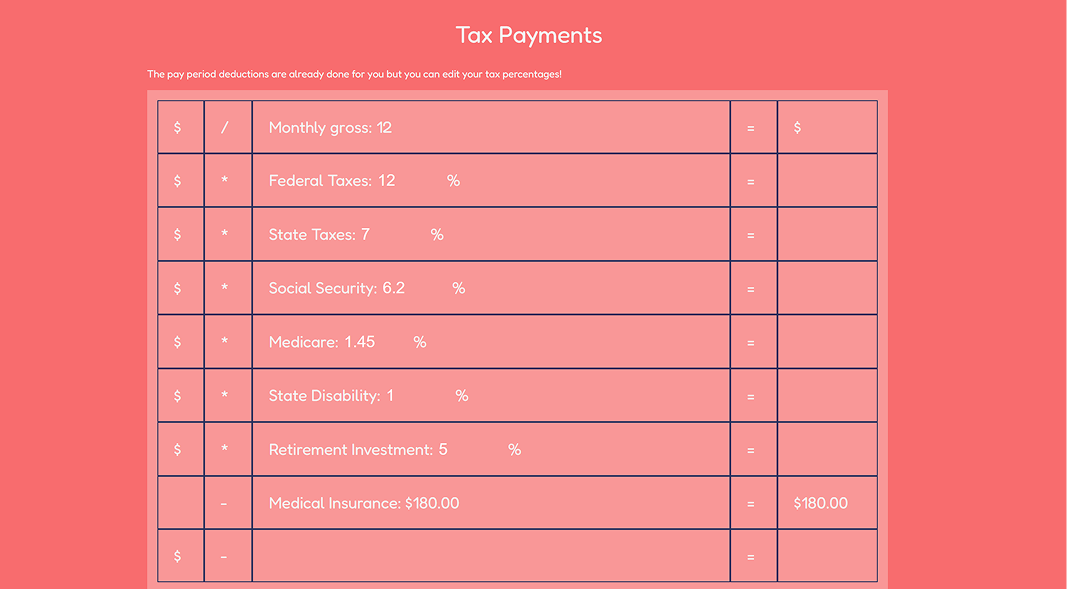 Tax Payments
The pay period deductions are already done for you but you can edit your tax percentages!
$ / Monthly gross: 12 = $
$ * Federal Taxes: 12 % =
$ * State Taxes: 7 % =
$ * Social Security: 6.2 % =
$ * Medicare: 1.45 % =
$ * State Disability: 1 % =
$ * Retirement Investment: 5 % =
- Medical Insurance: $180.00 = $180.00
$ - =